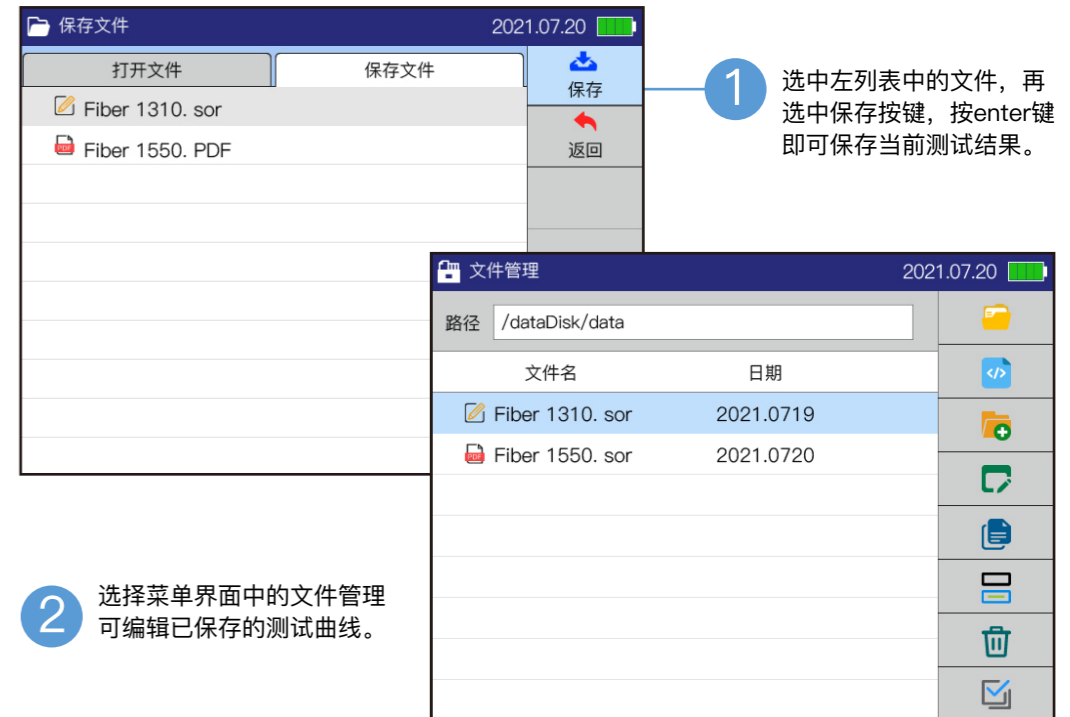 保存文件 2021.07.20
打开文件 保存文件 保存
Fiber 1310. sor
Fiber 1550. PDF 返回
1 选中左列表中的文件，再
选中保存按键，按enter键
即可保存当前测试结果。
文件管理 2021.07.20
路径 /dataDisk/data
文件名 日期
</>
Fiber 1310. sor 2021.0719
PDF Fiber 1550. sor 2021.0720
2 选择菜单界面中的文件管理
可编辑已保存的测试曲线。